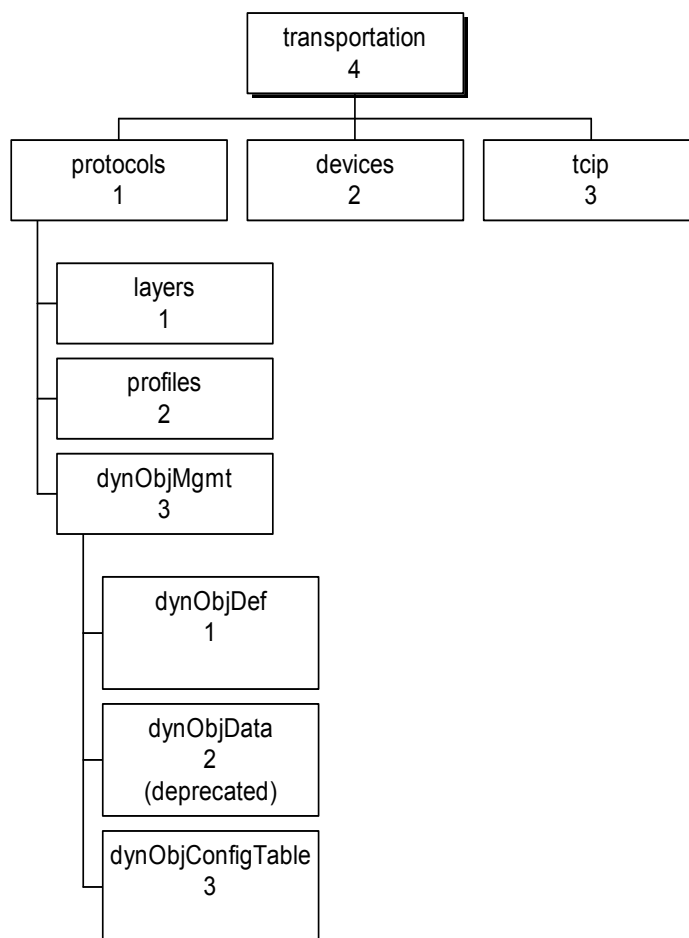 transportation
4
protocols
1
devices
2
tcip
3
layers
1
profiles
2
dynObjMgmt
3
dynObjDef
1
dynObjData
2
(deprecated)
dynObjConfigTable
3